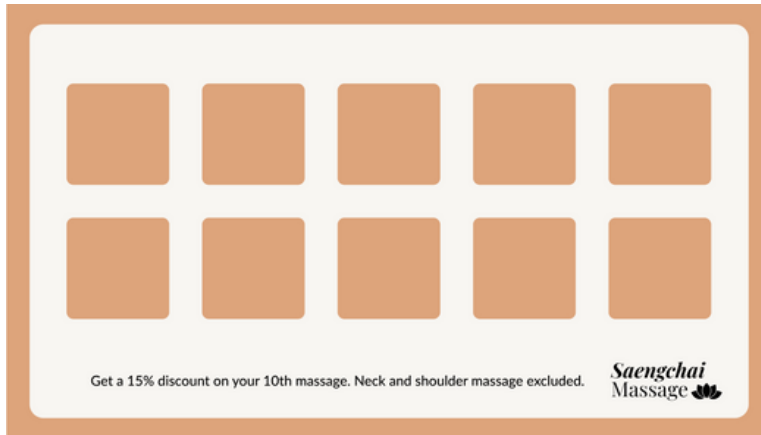 Get a 15% discount on your 10th massage. Neck and shoulder massage excluded.
Saengchai
Massage